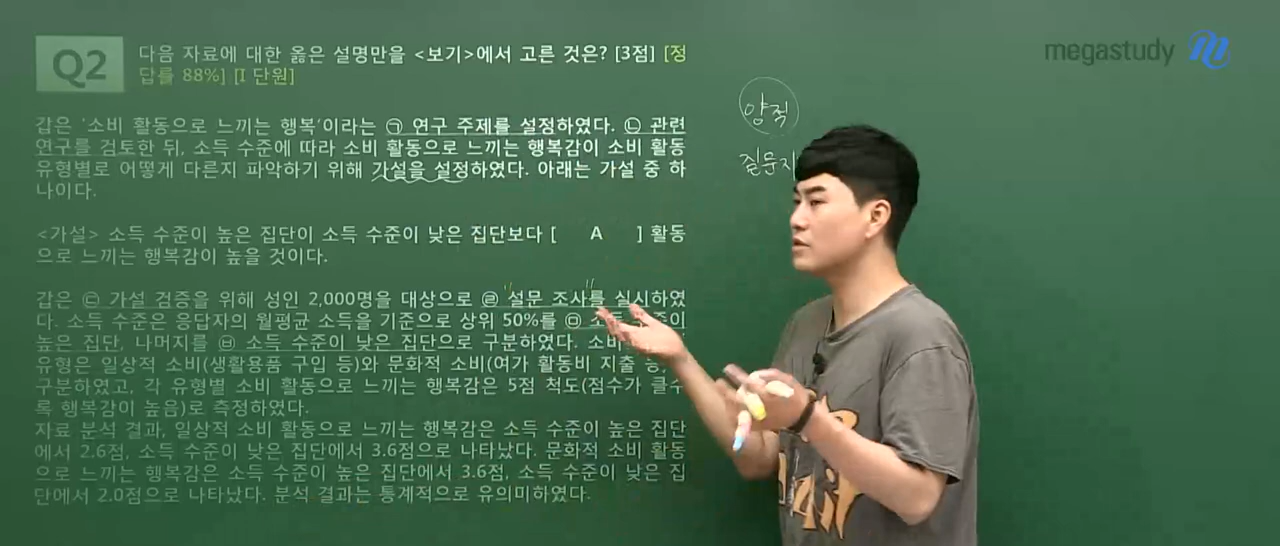 Q2
다음 자료에 대한 옳은 설명만을 <보기>에서 고른 것은? [3점] [정
답률 88%] [I 단원]
megastudy
갑은 '소비 활동으로 느끼는 행복'이라는 ㉠ 연구 주제를 설정하였다. ㉡ 관련
연구를 검토한 뒤, 소득 수준에 따라 소비 활동으로 느끼는 행복감이 소비 활동
유형별로 어떻게 다른지 파악하기 위해 가설을 설정하였다. 아래는 가설 중 하
나이다.
<가설> 소득 수준이 높은 집단이 소득 수준이 낮은 집단보다 [ A ] 활동
으로 느끼는 행복감이 높을 것이다.
갑은 ㉢ 가설 검증을 위해 성인 2,000명을 대상으로 ㉣ 설문 조사를 실시하였
다. 소득 수준은 응답자의 월평균 소득을 기준으로 상위 50%를 ㉤
높은 집단, 나머지를 ㉥ 소득 수준이 낮은 집단으로 구분하였다.
유형은 일상적 소비(생활용품 구입 등)와 문화적 소비(여가 활동비 지출
구분하였고, 각 유형별 소비 활동으로 느끼는 행복감은 5점 척도(점수가 클수
록 행복감이 높음)로 측정하였다.
자료 분석 결과, 일상적 소비 활동으로 느끼는 행복감은 소득 수준이 높은 집단
에서 2.6점, 소득 수준이 낮은 집단에서 3.6점으로 나타났다. 문화적 소비 활동
으로 느끼는 행복감은 소득 수준이 높은 집단에서 3.6점, 소득 수준이 낮은 집
단에서 2.0점으로 나타났다. 분석 결과는 통계적으로 유의미하였다.
양적
질문지